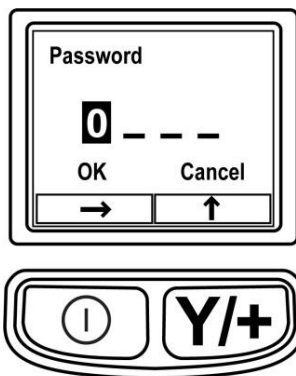 Password
0 _ _ _
OK Cancel
→ ↑
Y/+